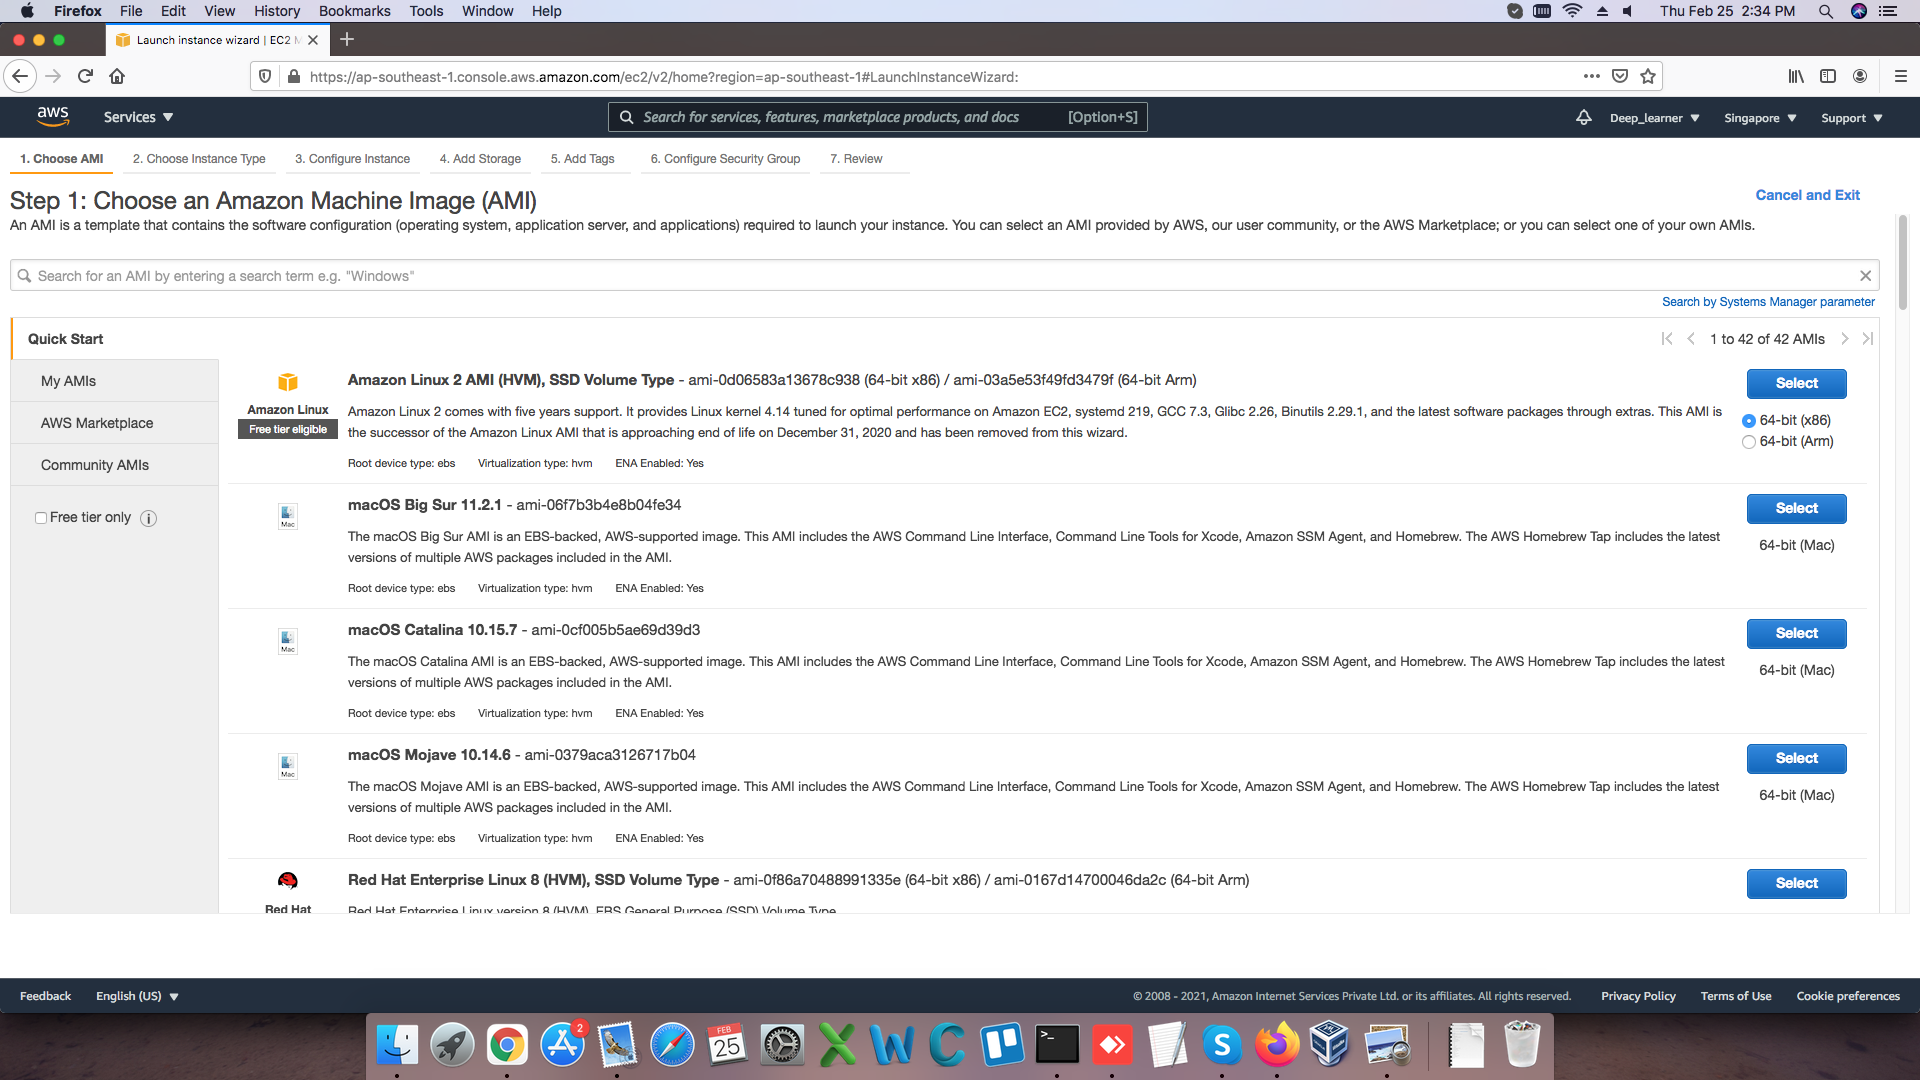 Firefox File Edit View History Bookmarks Tools Window Help Thu Feb 25 2:34 PM
Launch instance wizard | EC2 M
https://ap-southeast-1.console.aws.amazon.com/ec2/v2/home?region=ap-southeast-1#LaunchInstanceWizard:
aws Services Search for services, features, marketplace products, and docs [Option+S] Deep_learner Singapore Support
1. Choose AMI 2. Choose Instance Type 3. Configure Instance 4. Add Storage 5. Add Tags 6. Configure Security Group 7. Review
Step 1: Choose an Amazon Machine Image (AMI)
Cancel and Exit
An AMI is a template that contains the software configuration (operating system, application server, and applications) required to launch your instance. You can select an AMI provided by AWS, our user community, or the AWS Marketplace; or you can select one of your own AMIs.
Search for an AMI by entering a search term e.g. "Windows"
Search by Systems Manager parameter
Quick Start
1 to 42 of 42 AMIs
My AMIs
AWS Marketplace
Community AMIs
Free tier only
Amazon Linux
Free tier eligible
Amazon Linux 2 AMI (HVM), SSD Volume Type - ami-0d06583a13678c938 (64-bit x86) / ami-03a5e53f49fd3479f (64-bit Arm)
Amazon Linux 2 comes with five years support. It provides Linux kernel 4.14 tuned for optimal performance on Amazon EC2, systemd 219, GCC 7.3, Glibc 2.26, Binutils 2.29.1, and the latest software packages through extras. This AMI is
the successor of the Amazon Linux AMI that is approaching end of life on December 31, 2020 and has been removed from this wizard.
Root device type: ebs Virtualization type: hvm ENA Enabled: Yes
Select
64-bit (x86)
64-bit (Arm)
Mac
macOS Big Sur 11.2.1 - ami-06f7b3b4e8b04fe34
The macOS Big Sur AMI is an EBS-backed, AWS-supported image. This AMI includes the AWS Command Line Interface, Command Line Tools for Xcode, Amazon SSM Agent, and Homebrew. The AWS Homebrew Tap includes the latest
versions of multiple AWS packages included in the AMI.
Root device type: ebs Virtualization type: hvm ENA Enabled: Yes
Select
64-bit (Mac)
Mac
macOS Catalina 10.15.7 - ami-0cf005b5ae69d39d3
The macOS Catalina AMI is an EBS-backed, AWS-supported image. This AMI includes the AWS Command Line Interface, Command Line Tools for Xcode, Amazon SSM Agent, and Homebrew. The AWS Homebrew Tap includes the latest
versions of multiple AWS packages included in the AMI.
Root device type: ebs Virtualization type: hvm ENA Enabled: Yes
Select
64-bit (Mac)
Mac
macOS Mojave 10.14.6 - ami-0379aca3126717b04
The macOS Mojave AMI is an EBS-backed, AWS-supported image. This AMI includes the AWS Command Line Interface, Command Line Tools for Xcode, Amazon SSM Agent, and Homebrew. The AWS Homebrew Tap includes the latest
versions of multiple AWS packages included in the AMI.
Root device type: ebs Virtualization type: hvm ENA Enabled: Yes
Select
64-bit (Mac)
Red Hat
Red Hat Enterprise Linux 8 (HVM), SSD Volume Type - ami-0f86a70488991335e (64-bit x86) / ami-0167d14700046da2c (64-bit Arm)
Red Hat Enterprise Linux version 8 (HVM), EBS General Purpose (SSD) Volume Type
Select
Feedback English (US) © 2008 - 2021, Amazon Internet Services Private Ltd. or its affiliates. All rights reserved. Privacy Policy Terms of Use Cookie preferences
2
FEB
25